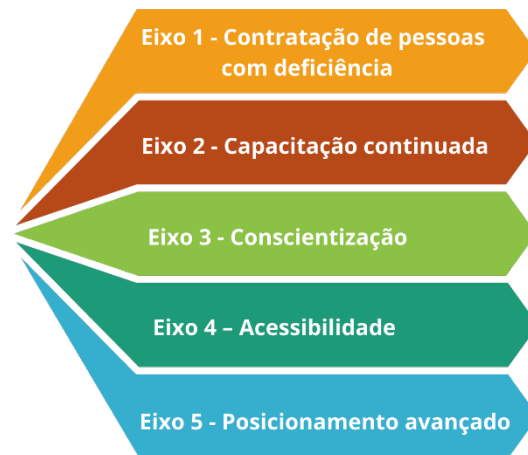 Eixo 1 - Contratação de pessoas
com deficiência
Eixo 2 - Capacitação continuada
Eixo 3 - Conscientização
Eixo 4 – Acessibilidade
Eixo 5 - Posicionamento avançado